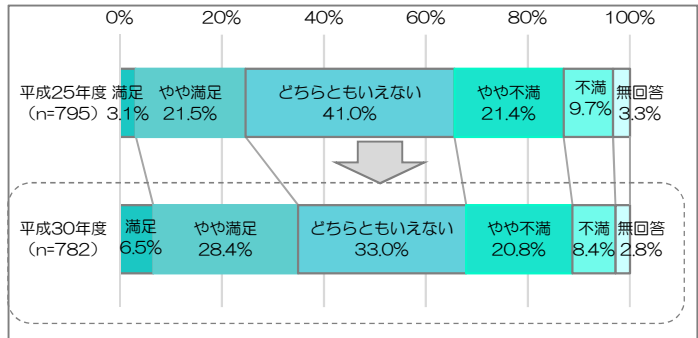 0% 20% 40% 60% 80% 100%
平成25年度 満足 やや満足 どちらともいえない やや不満 不満 無回答
（n=795） 3.1% 21.5% 41.0% 21.4% 9.7% 3.3%
平成30年度 満足 やや満足 どちらともいえない やや不満 不満 無回答
（n=782） 6.5% 28.4% 33.0% 20.8% 8.4% 2.8%